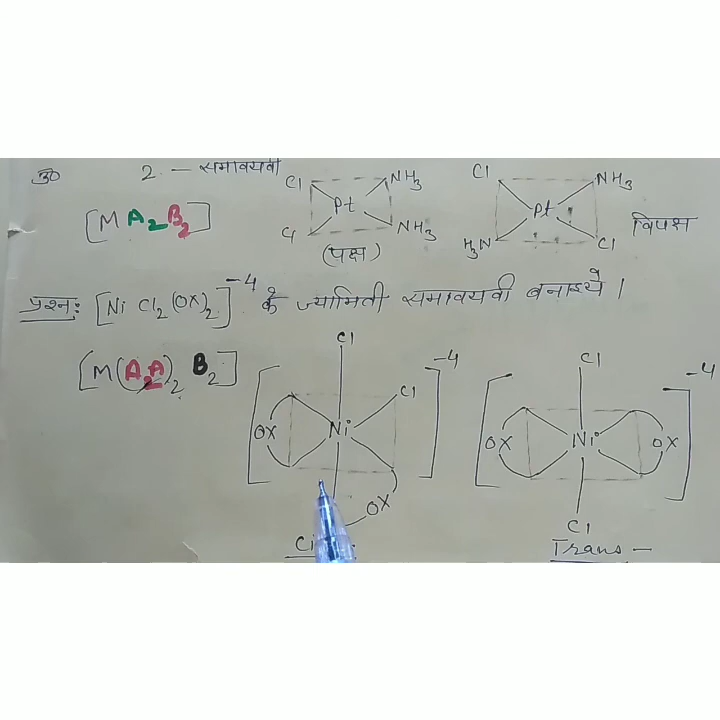 30 2. — समावयवी
Cl NH3 Cl NH3
[MA2B2] Pt Pt विपक्ष
Cl NH3 H3N Cl
(पक्ष)
प्रश्न: [Ni Cl2 (OX)2]-4 के ज्यामिती समावयवी बनाइये।
Cl -4 Cl -4
[M(AA)2 B2] Cl
OX Ni OX Ni OX
OX
Cl
Ci Trans —